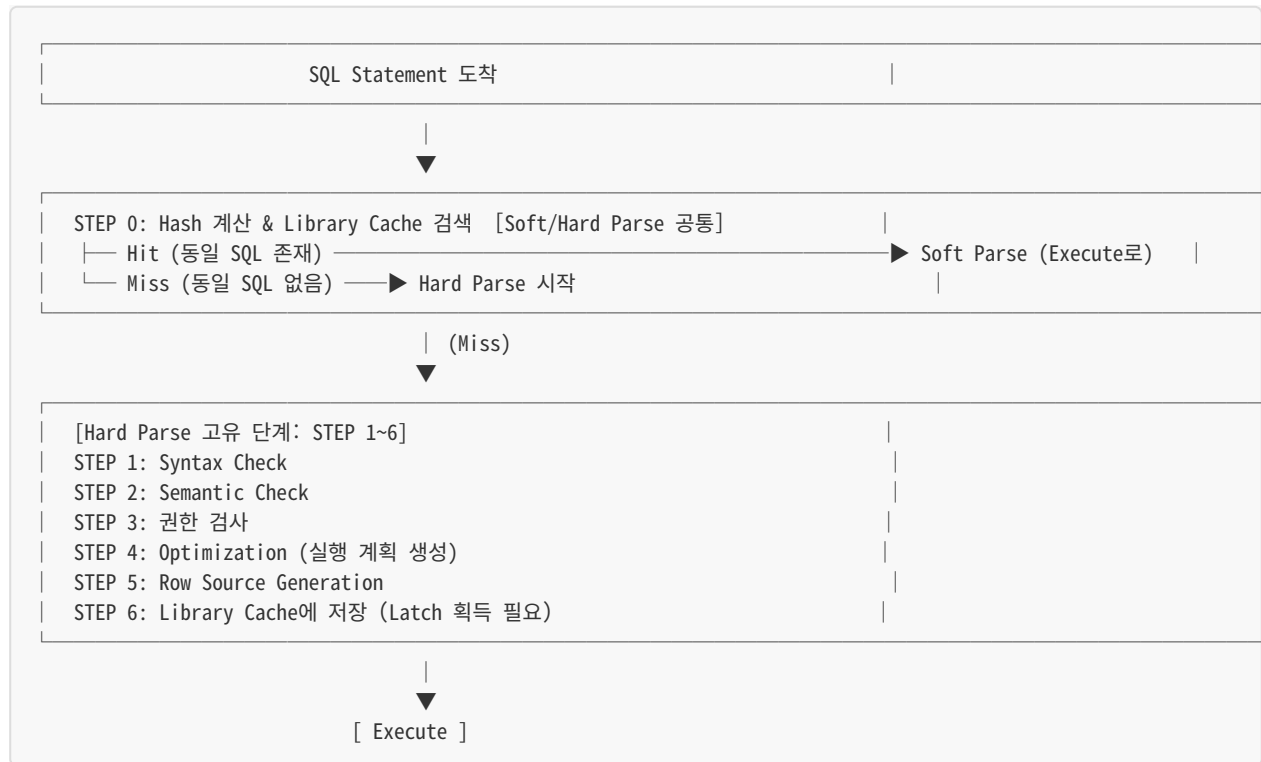 SQL Statement 도착
STEP 0: Hash 계산 & Library Cache 검색 [Soft/Hard Parse 공통]
├── Hit (동일 SQL 존재) ──────────────────────────────────────▶ Soft Parse (Execute로)
└── Miss (동일 SQL 없음) ──▶ Hard Parse 시작
│ (Miss)
▼
[Hard Parse 고유 단계: STEP 1~6]
STEP 1: Syntax Check
STEP 2: Semantic Check
STEP 3: 권한 검사
STEP 4: Optimization (실행 계획 생성)
STEP 5: Row Source Generation
STEP 6: Library Cache에 저장 (Latch 획득 필요)
[ Execute ]